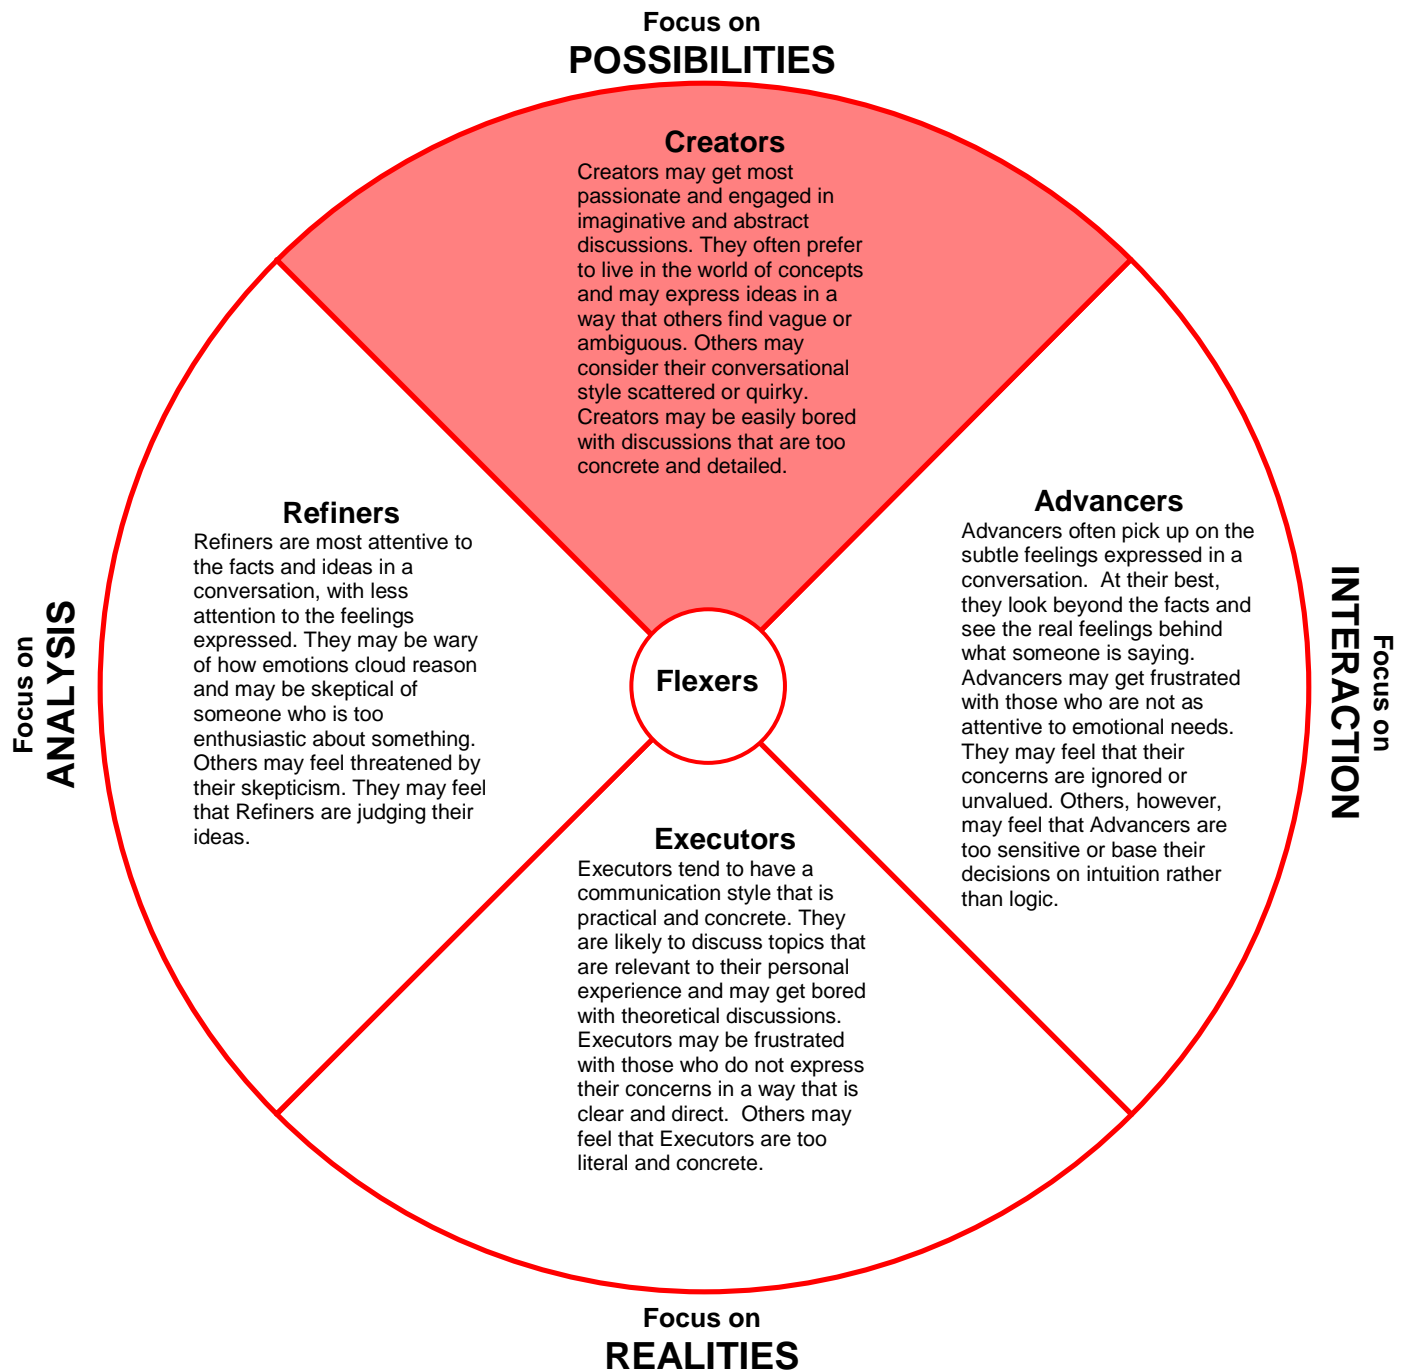 Focus on
POSSIBILITIES
Creators
Creators may get most
passionate and engaged in
imaginative and abstract
discussions. They often prefer
to live in the world of concepts
and may express ideas in a
way that others find vague or
ambiguous. Others may
consider their conversational
style scattered or quirky.
Creators may be easily bored
with discussions that are too
concrete and detailed.
Focus on
ANALYSIS
Refiners
Refiners are most attentive to
the facts and ideas in a
conversation, with less
attention to the feelings
expressed. They may be wary
of how emotions cloud reason
and may be skeptical of
someone who is too
enthusiastic about something.
Others may feel threatened by
their skepticism. They may feel
that Refiners are judging their
ideas.
Flexers
Advancers
Advancers often pick up on the
subtle feelings expressed in a
conversation.  At their best,
they look beyond the facts and
see the real feelings behind
what someone is saying.
Advancers may get frustrated
with those who are not as
attentive to emotional needs.
They may feel that their
concerns are ignored or
unvalued. Others, however,
may feel that Advancers are
too sensitive or base their
decisions on intuition rather
than logic.
Focus on
INTERACTION
Executors
Executors tend to have a
communication style that is
practical and concrete. They
are likely to discuss topics that
are relevant to their personal
experience and may get bored
with theoretical discussions.
Executors may be frustrated
with those who do not express
their concerns in a way that is
clear and direct.  Others may
feel that Executors are too
literal and concrete.
Focus on
REALITIES